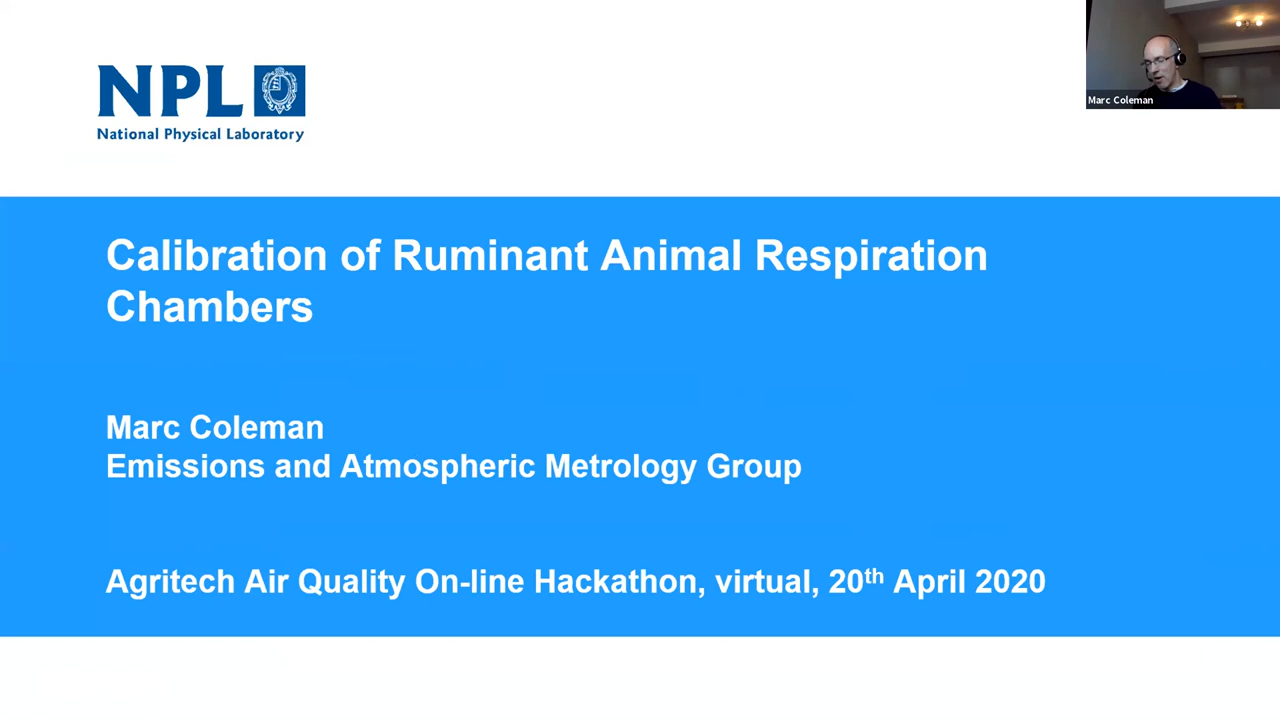 NPL
National Physical Laboratory
Marc Coleman
Calibration of Ruminant Animal Respiration
Chambers
Marc Coleman
Emissions and Atmospheric Metrology Group
Agritech Air Quality On-line Hackathon, virtual, 20th April 2020